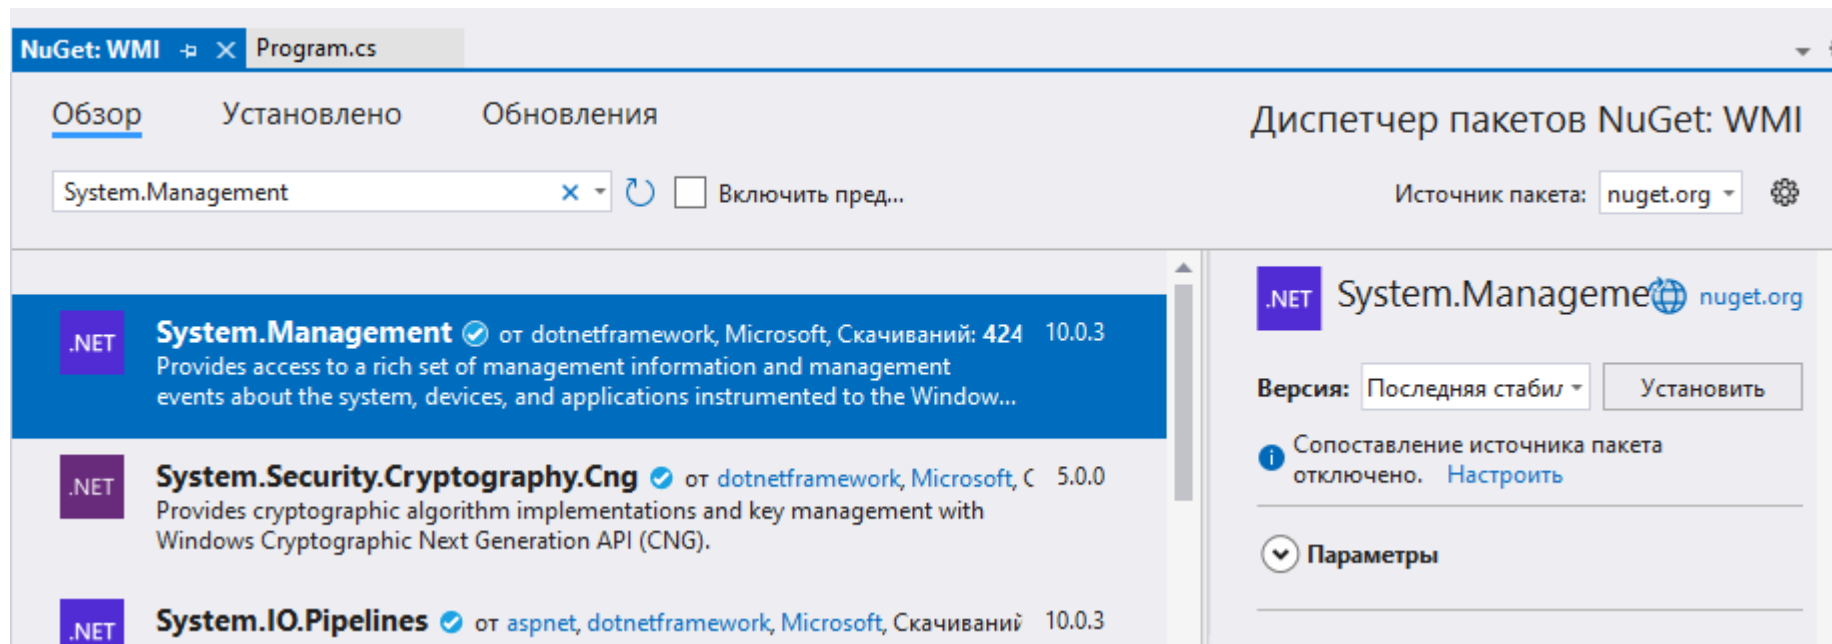 NuGet: WMI Program.cs
Обзор Установлено Обновления
Диспетчер пакетов NuGet: WMI
System.Management
Включить пред...
Источник пакета: nuget.org
.NET
System.Management от dotnetframework, Microsoft, Скачиваний: 424 10.0.3
Provides access to a rich set of management information and management
events about the system, devices, and applications instrumented to the Window...
.NET
System.Security.Cryptography.Cng от dotnetframework, Microsoft, С 5.0.0
Provides cryptographic algorithm implementations and key management with
Windows Cryptographic Next Generation API (CNG).
.NET
System.IO.Pipelines от aspnet, dotnetframework, Microsoft, Скачиваний 10.0.3
.NET
System.Manageme nuget.org
Версия: Последняя стабил Установить
Сопоставление источника пакета
отключено. Настроить
Параметры